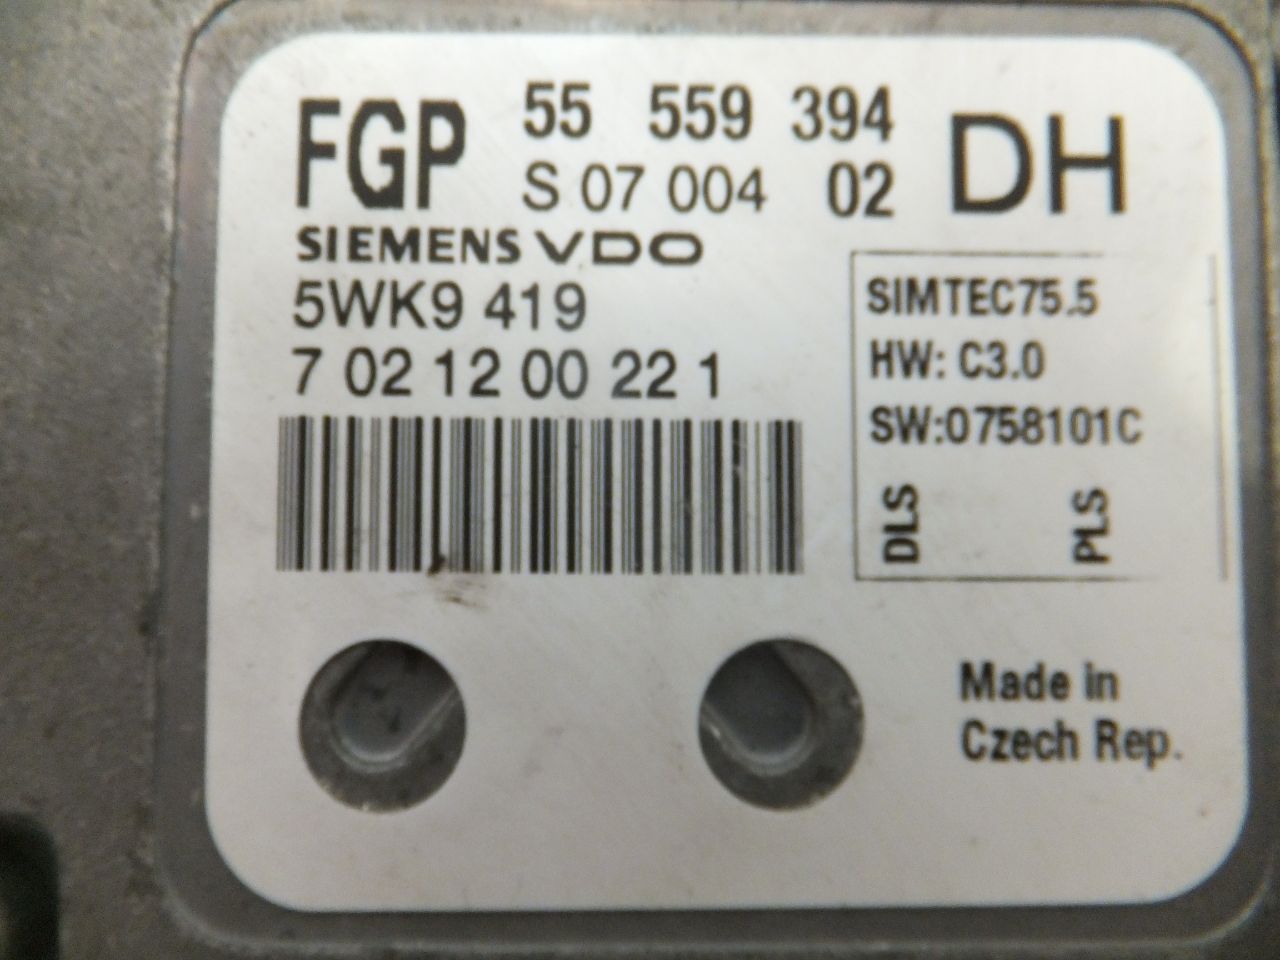 FGP 55 559 394 DH
S 07 004 02
SIEMENS VDO
5WK9 419
7 02 12 00 22 1
SIMTEC75.5
HW: C3.0
SW:0758101C
DLS PLS
Made in
Czech Rep.